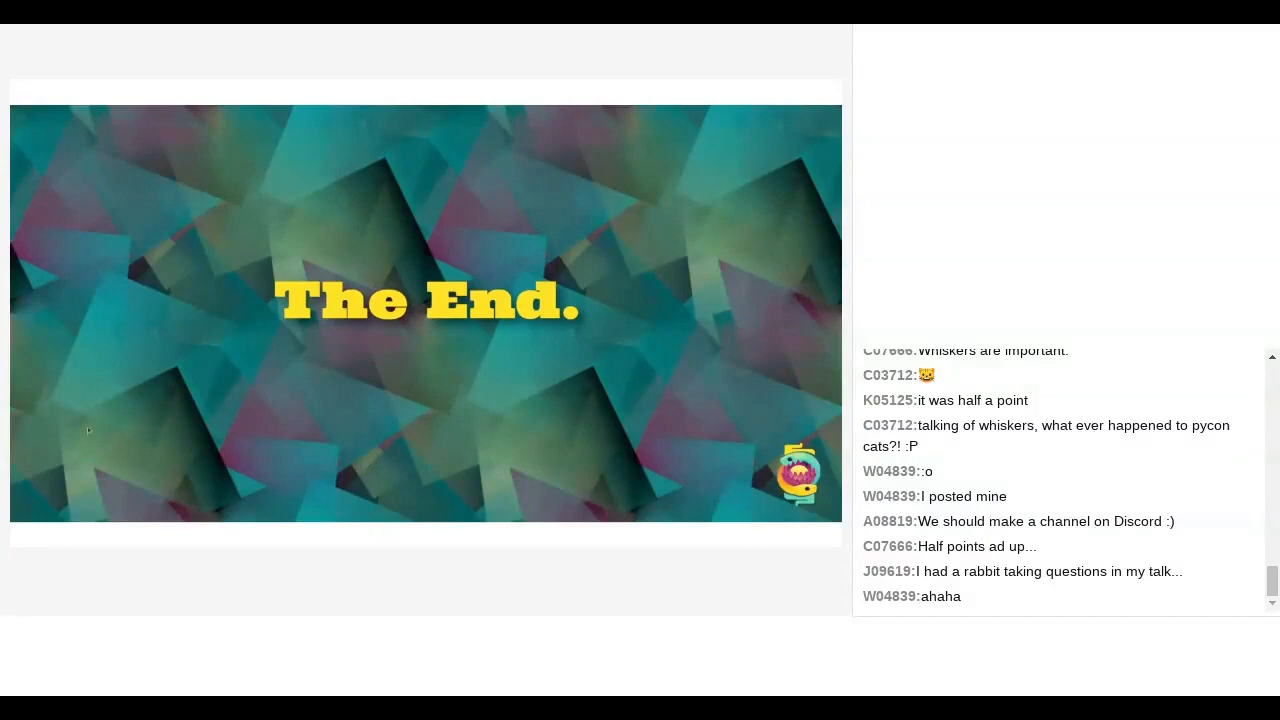 The End.
C07666:Whiskers are important.
C03712:😺
K05125:it was half a point
C03712:talking of whiskers, what ever happened to pycon
cats?! :P
W04839::o
W04839:I posted mine
A08819:We should make a channel on Discord :)
C07666:Half points ad up...
J09619:I had a rabbit taking questions in my talk...
W04839:ahaha